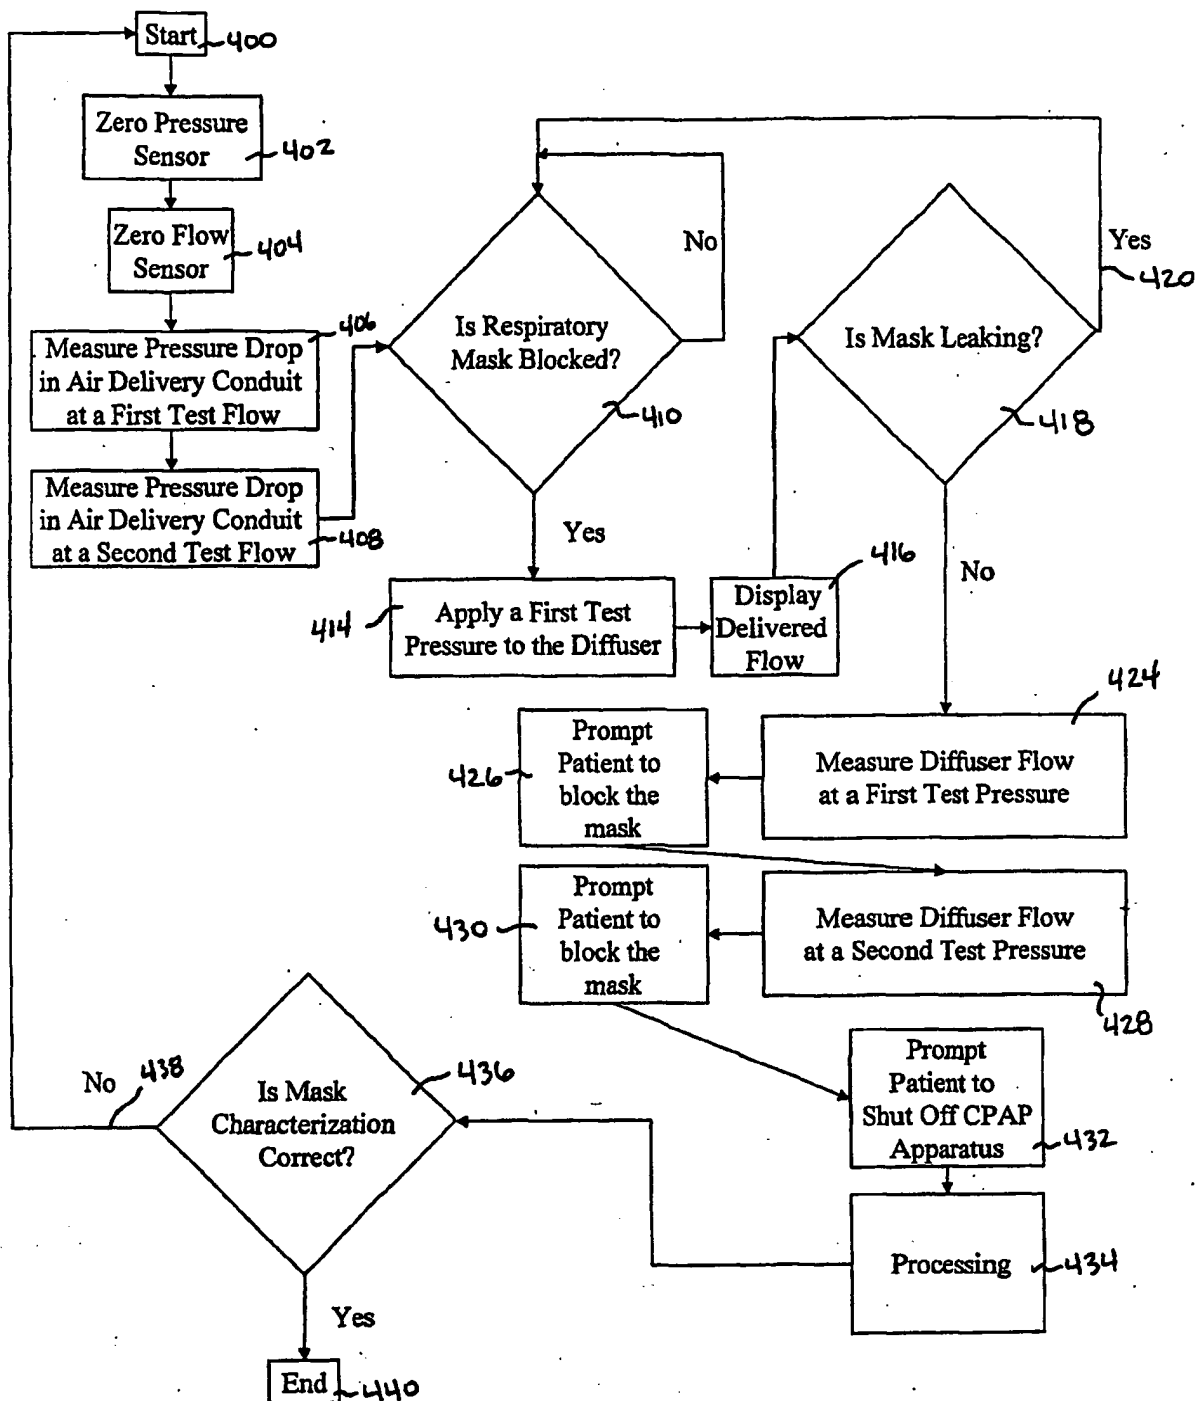 Start
400
Zero Pressure
Sensor
402
Zero Flow
Sensor
404
406
Measure Pressure Drop
in Air Delivery Conduit
at a First Test Flow
Measure Pressure Drop
in Air Delivery Conduit
at a Second Test Flow
408
Is Respiratory
Mask Blocked?
410
No
Yes
414
Apply a First Test
Pressure to the Diffuser
416
Display
Delivered
Flow
Is Mask Leaking?
418
Yes
420
No
424
Measure Diffuser Flow
at a First Test Pressure
426
Prompt
Patient to
block the
mask
Measure Diffuser Flow
at a Second Test Pressure
428
430
Prompt
Patient to
block the
mask
Prompt
Patient to
Shut Off CPAP
Apparatus
432
Processing
434
Is Mask
Characterization
Correct?
436
No
438
Yes
End
440